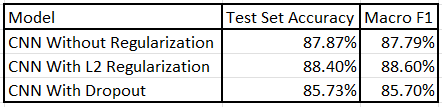 Model Test Set Accuracy Macro F1
CNN Without Regularization 87.87% 87.79%
CNN With L2 Regularization 88.40% 88.60%
CNN With Dropout 85.73% 85.70%